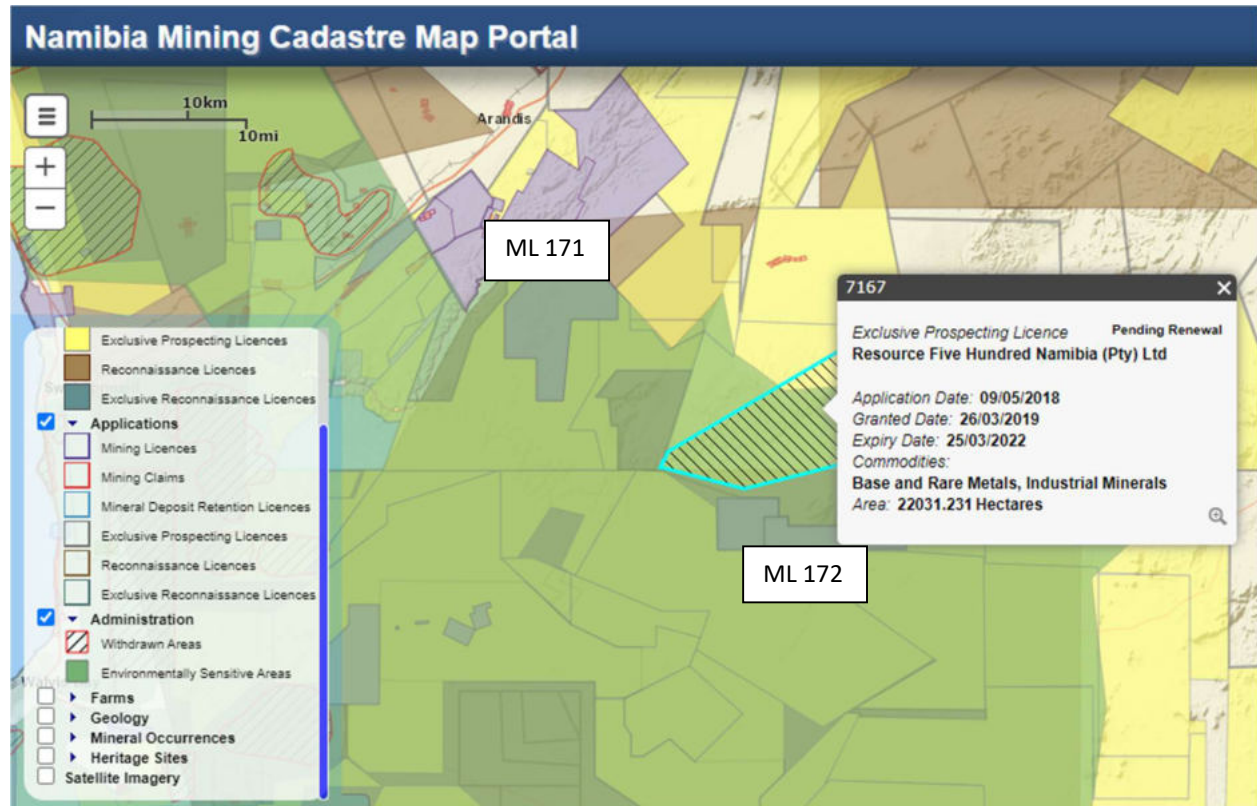 Namibia Mining Cadastre Map Portal
10km
10mi
Arandis
ML 171
7167
Exclusive Prospecting Licence Pending Renewal
Resource Five Hundred Namibia (Pty) Ltd
Application Date: 09/05/2018
Granted Date: 26/03/2019
Expiry Date: 25/03/2022
Commodities:
Base and Rare Metals, Industrial Minerals
Area: 22031.231 Hectares
ML 172
Exclusive Prospecting Licences
Reconnaissance Licences
Exclusive Reconnaissance Licences
Applications
Mining Licences
Mining Claims
Mineral Deposit Retention Licences
Exclusive Prospecting Licences
Reconnaissance Licences
Exclusive Reconnaissance Licences
Administration
Withdrawn Areas
Environmentally Sensitive Areas
Farms
Geology
Mineral Occurrences
Heritage Sites
Satellite Imagery